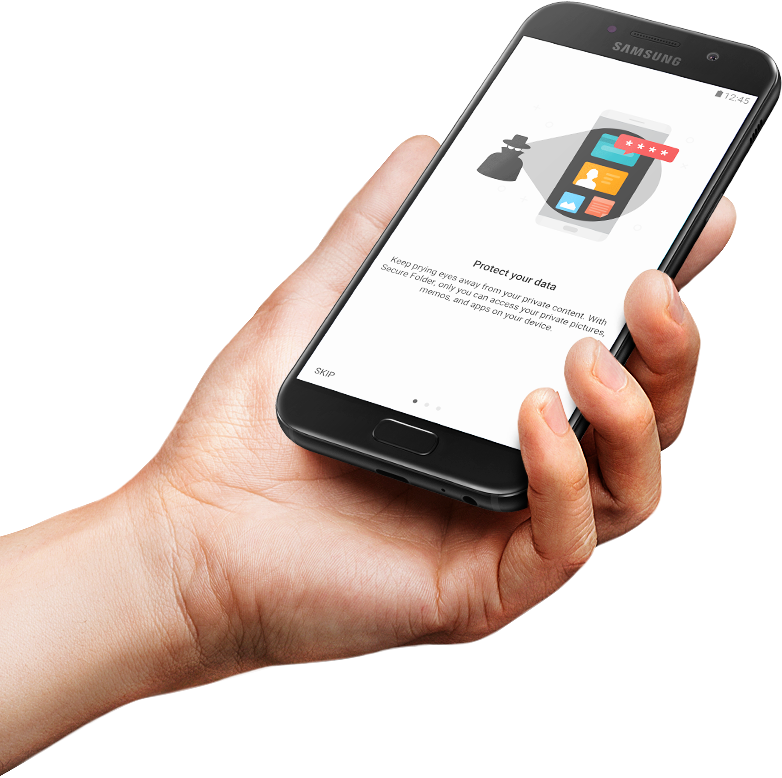 SAMSUNG
12:45
****
Protect your data
Keep prying eyes away from your private content. With
Secure Folder, only you can access your private pictures,
memos, and apps on your device.
SKIP